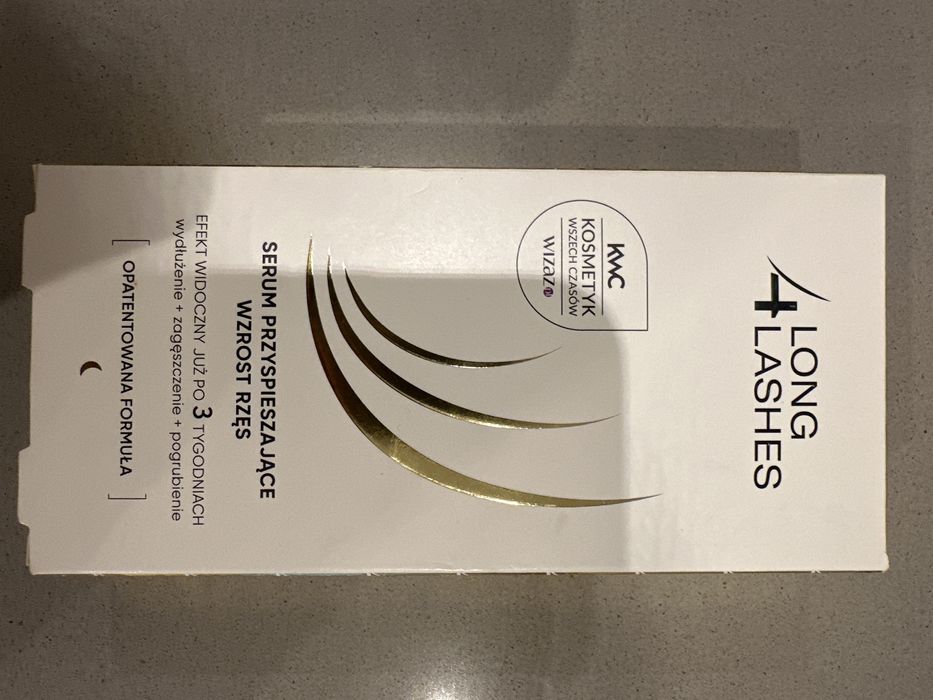 4 LONG
LASHES
KWC
KOSMETYK
WSZECH CZASÓW
wizaż
SERUM PRZYSPIESZAJĄCE
WZROST RZĘS
EFEKT WIDOCZNY JUŻ PO 3 TYGODNIACH
wydłużenie + zagęszczenie + pogrubienie
[ OPATENTOWANA FORMUŁA ]